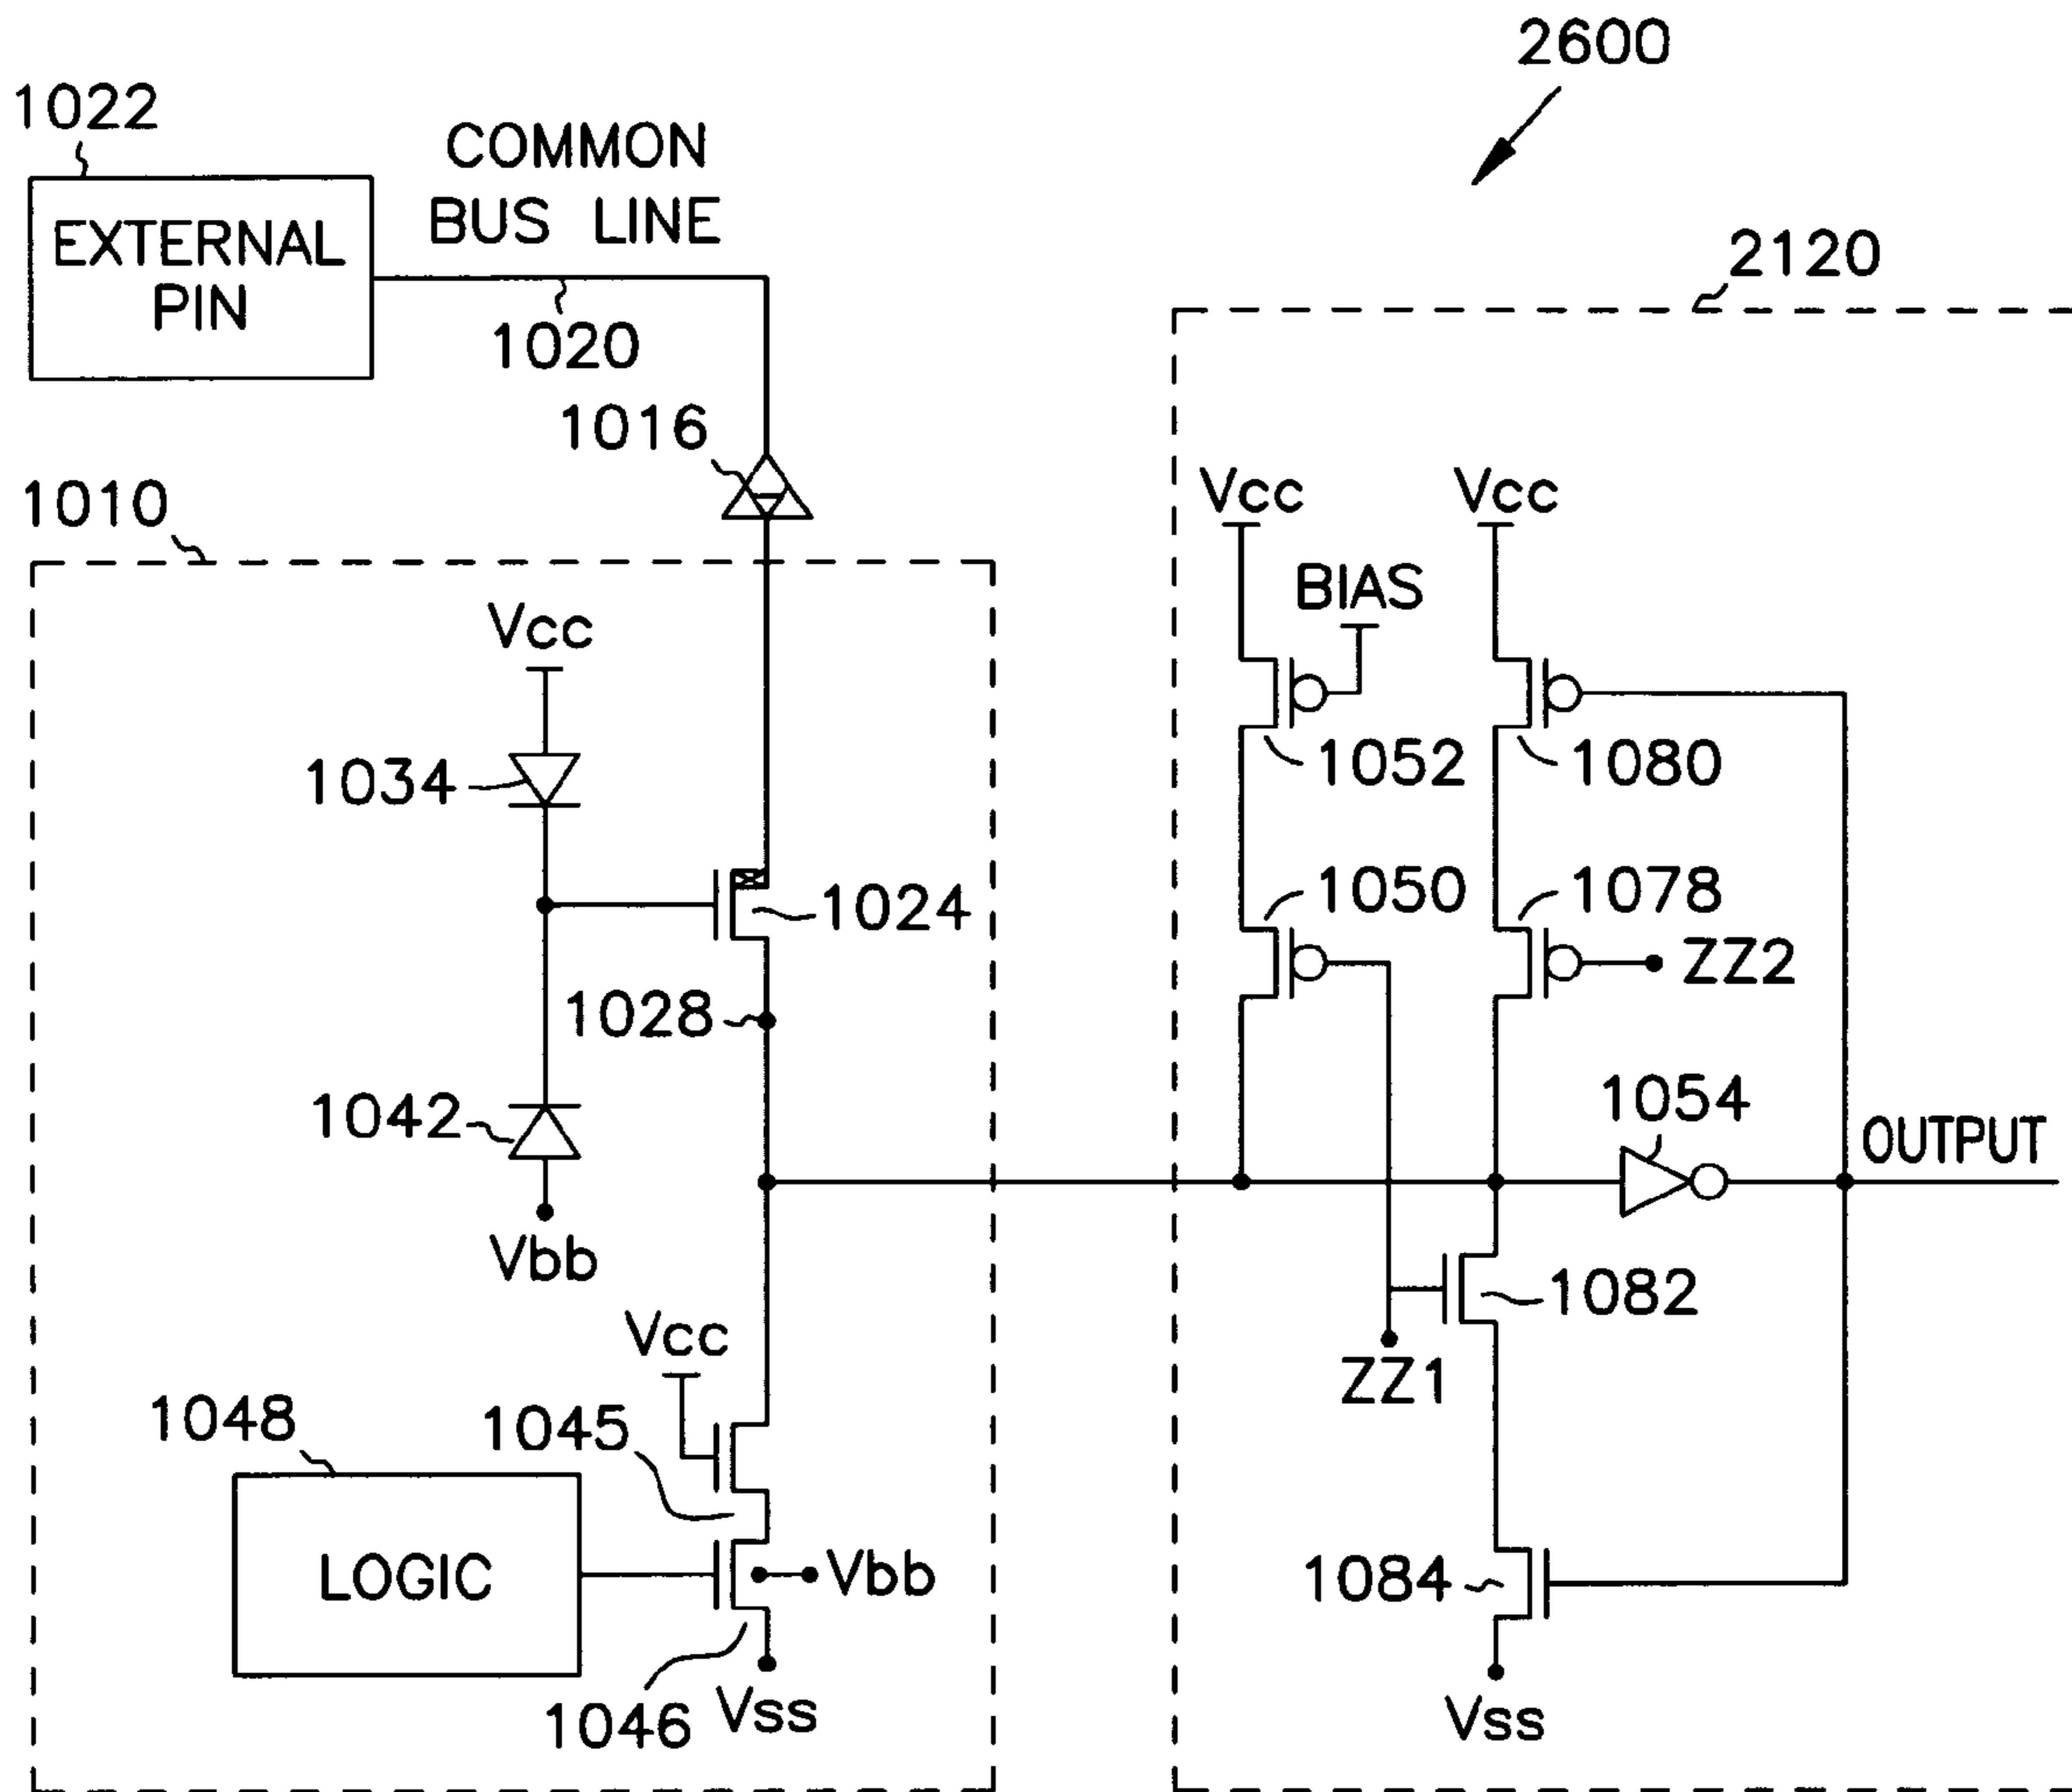 2600
1022
COMMON
BUS LINE
EXTERNAL
PIN
1020
2120
1016
1010
Vcc
Vcc
BIAS
Vcc
1034
1052
1080
1024
1050
1078
ZZ2
1028
1042
1054
OUTPUT
Vbb
1082
Vcc
ZZ1
1048
1045
LOGIC
Vbb
1084
1046
Vss
Vss